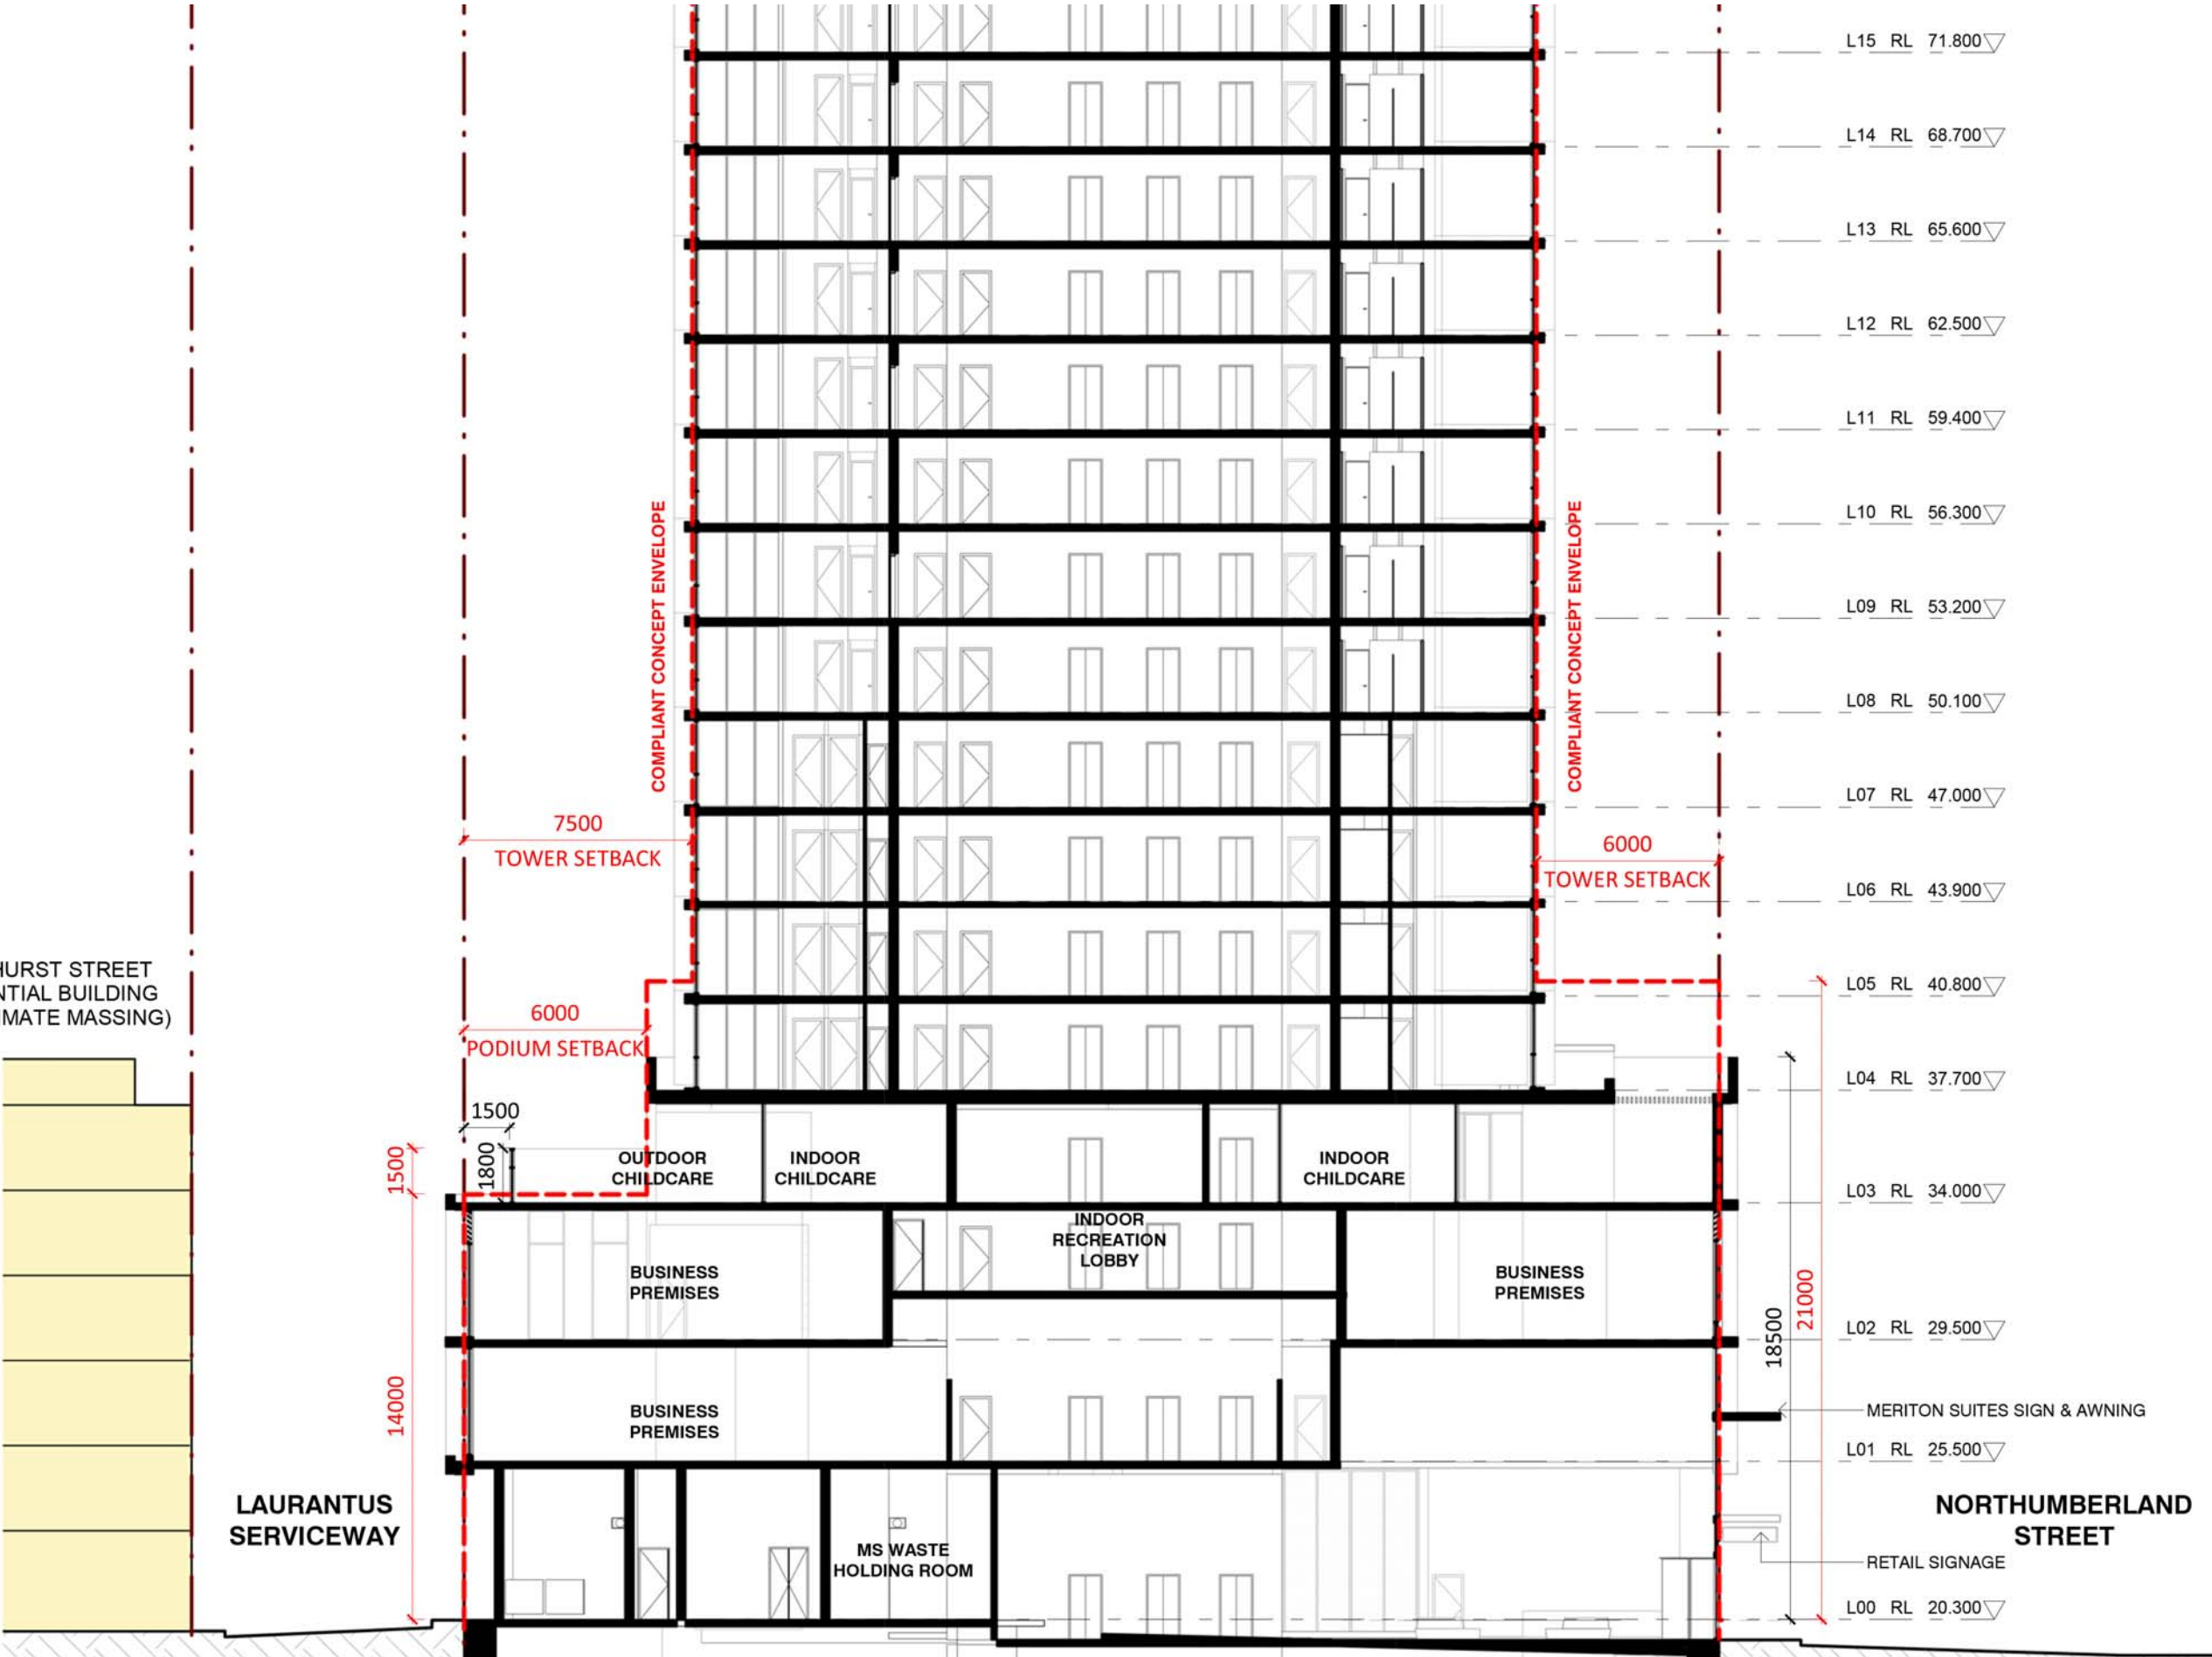 L15 RL 71.800
L14 RL 68.700
L13 RL 65.600
L12 RL 62.500
L11 RL 59.400
L10 RL 56.300
L09 RL 53.200
L08 RL 50.100
L07 RL 47.000
L06 RL 43.900
L05 RL 40.800
L04 RL 37.700
L03 RL 34.000
L02 RL 29.500
L01 RL 25.500
L00 RL 20.300
COMPLIANT CONCEPT ENVELOPE
COMPLIANT CONCEPT ENVELOPE
7500
TOWER SETBACK
6000
TOWER SETBACK
HURST STREET
NTIAL BUILDING
MATE MASSING)
6000
PODIUM SETBACK
1500
1500
1800
OUTDOOR
CHILDCARE
INDOOR
CHILDCARE
INDOOR
CHILDCARE
INDOOR
RECREATION
LOBBY
BUSINESS
PREMISES
BUSINESS
PREMISES
18500
21000
14000
BUSINESS
PREMISES
MERITON SUITES SIGN & AWNING
LAURANTUS
SERVICEWAY
NORTHUMBERLAND
STREET
MS WASTE
HOLDING ROOM
RETAIL SIGNAGE